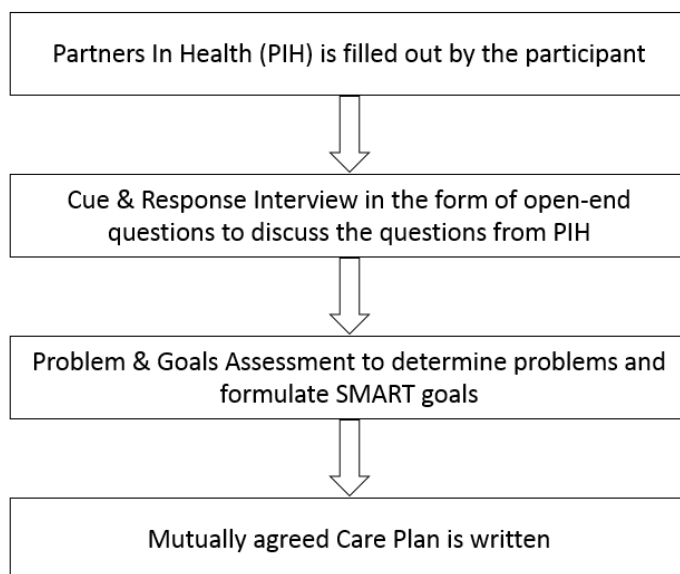 Partners In Health (PIH) is filled out by the participant
Cue & Response Interview in the form of open-end
questions to discuss the questions from PIH
Problem & Goals Assessment to determine problems and
formulate SMART goals
Mutually agreed Care Plan is written